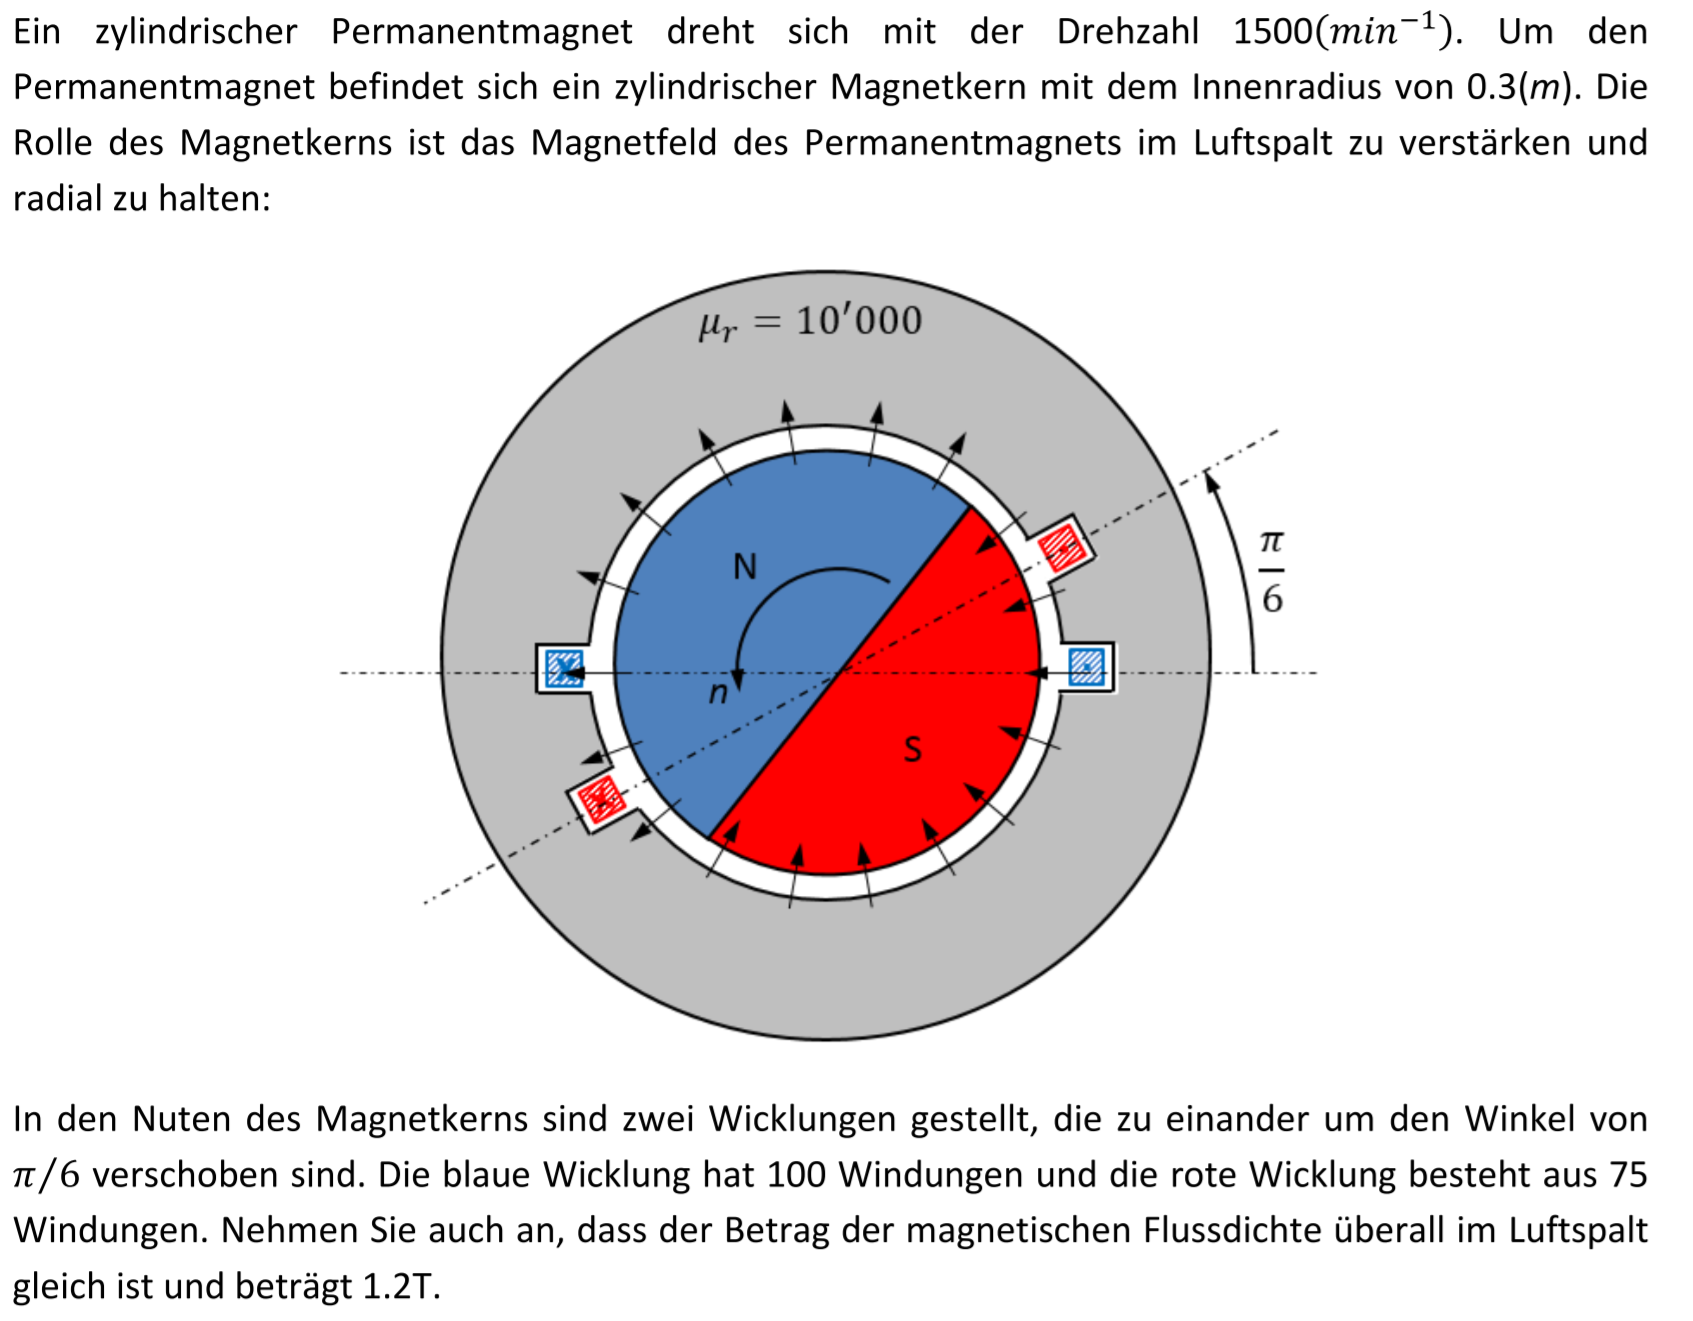 Ein zylindrischer Permanentmagnet dreht sich mit der Drehzahl 1500(min⁻¹). Um den
Permanentmagnet befindet sich ein zylindrischer Magnetkern mit dem Innenradius von 0.3(m). Die
Rolle des Magnetkerns ist das Magnetfeld des Permanentmagnets im Luftspalt zu verstärken und
radial zu halten:
μᵣ = 10′000
π
6
N
n
S
In den Nuten des Magnetkerns sind zwei Wicklungen gestellt, die zu einander um den Winkel von
π/6 verschoben sind. Die blaue Wicklung hat 100 Windungen und die rote Wicklung besteht aus 75
Windungen. Nehmen Sie auch an, dass der Betrag der magnetischen Flussdichte überall im Luftspalt
gleich ist und beträgt 1.2T.